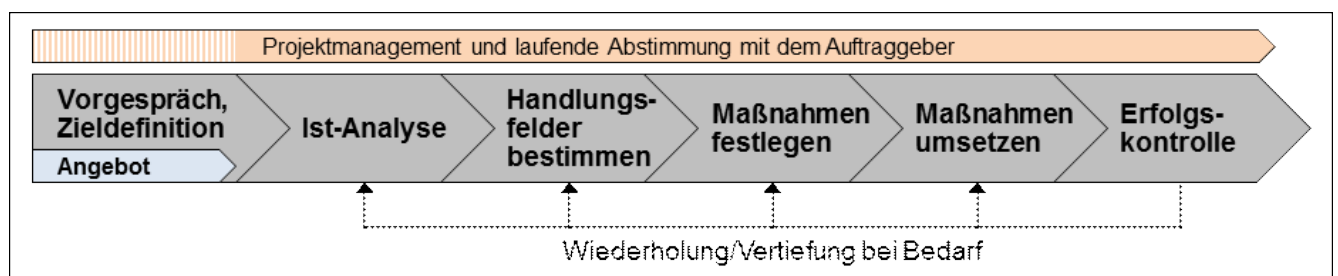 Projektmanagement und laufende Abstimmung mit dem Auftraggeber
Vorgespräch,
Zieldefinition
Angebot
Ist-Analyse
Handlungs-
felder
bestimmen
Maßnahmen
festlegen
Maßnahmen
umsetzen
Erfolgs-
kontrolle
Wiederholung/Vertiefung bei Bedarf